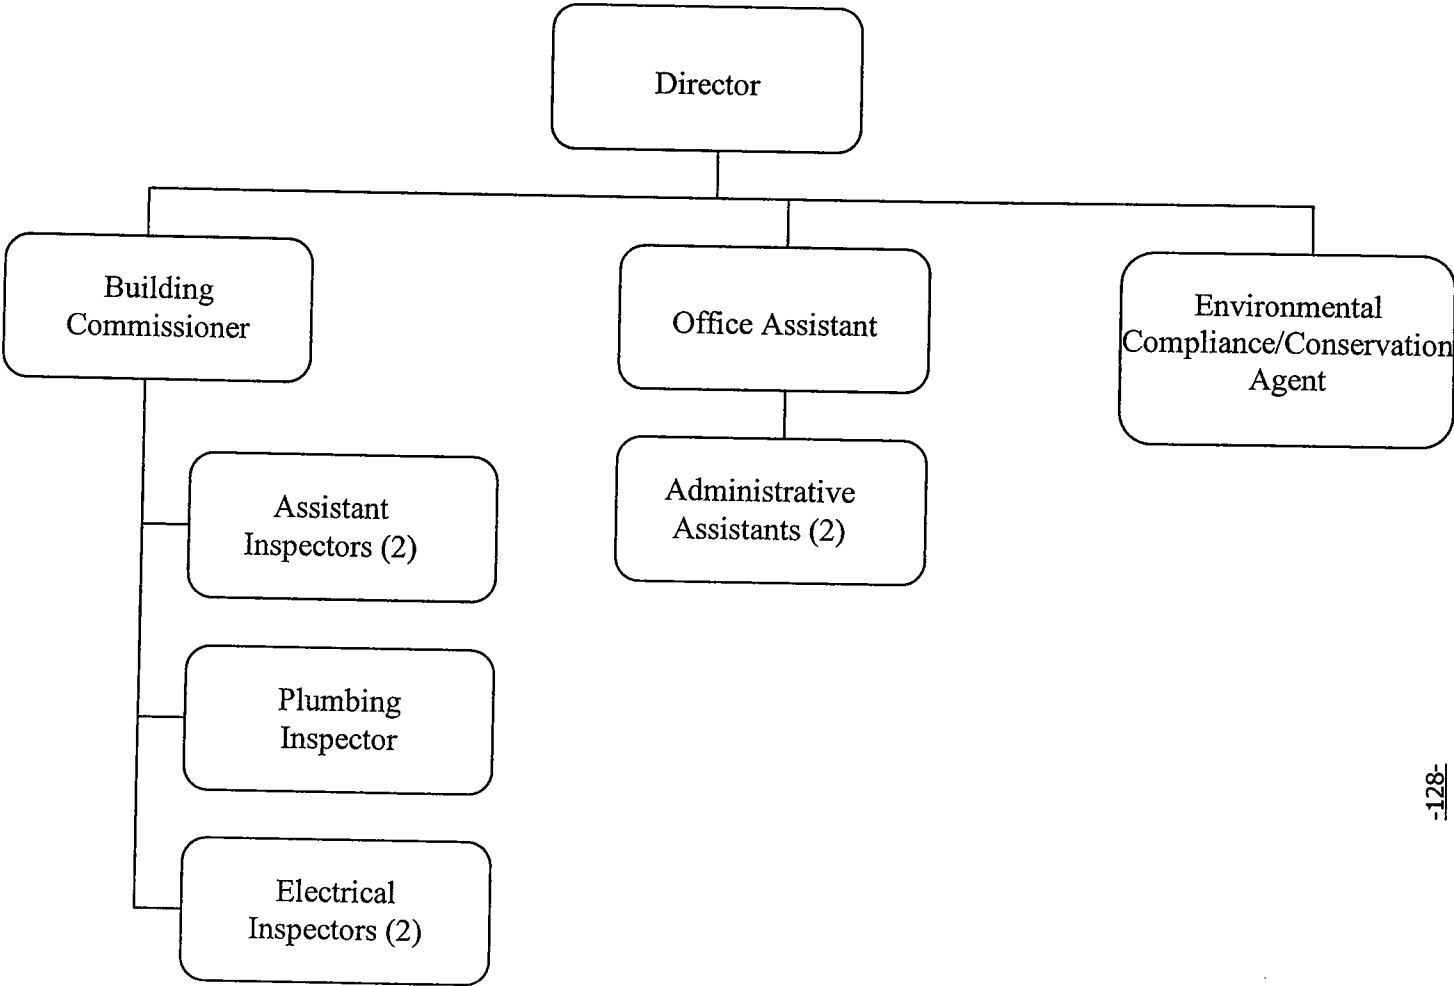 Director
Building
Commissioner
Office Assistant
Environmental
Compliance/Conservation
Agent
Assistant
Inspectors (2)
Administrative
Assistants (2)
Plumbing
Inspector
Electrical
Inspectors (2)
-128-